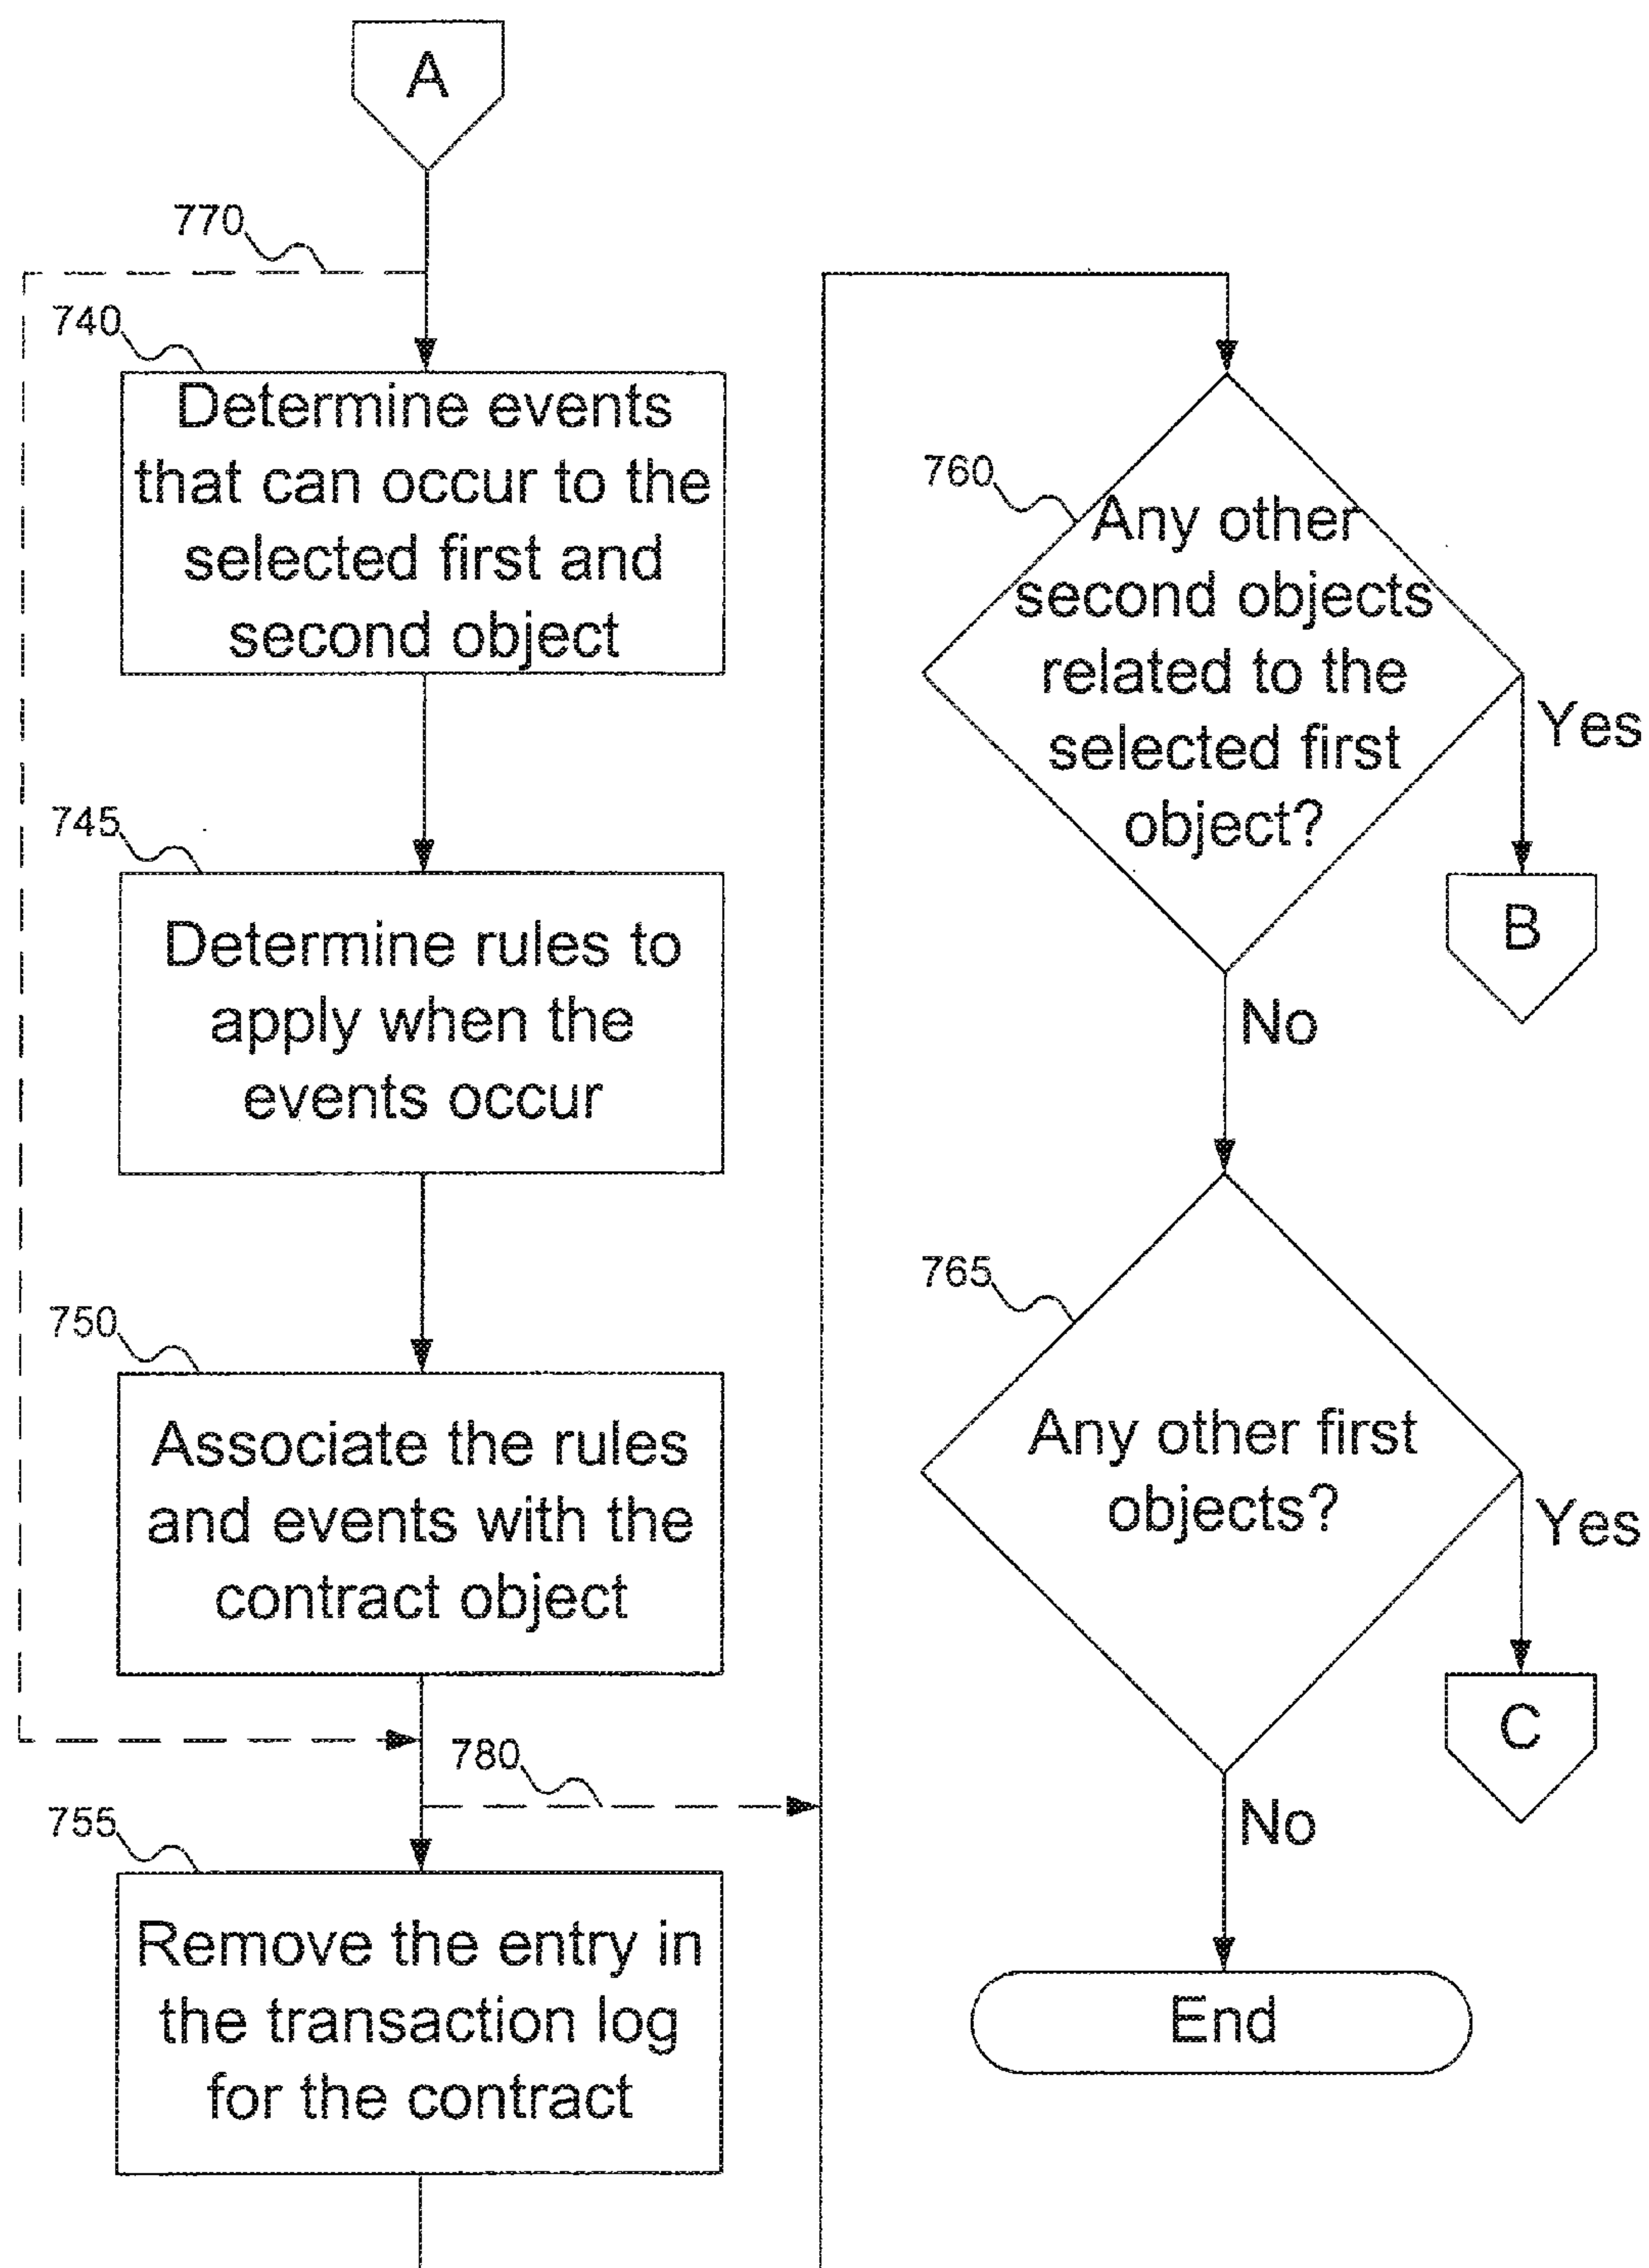 A
770
740
Determine events
that can occur to the
selected first and
second object
745
Determine rules to
apply when the
events occur
750
Associate the rules
and events with the
contract object
780
755
Remove the entry in
the transaction log
for the contract
760
Any other
second objects
related to the
selected first
object?
Yes
B
No
765
Any other first
objects?
Yes
C
No
End